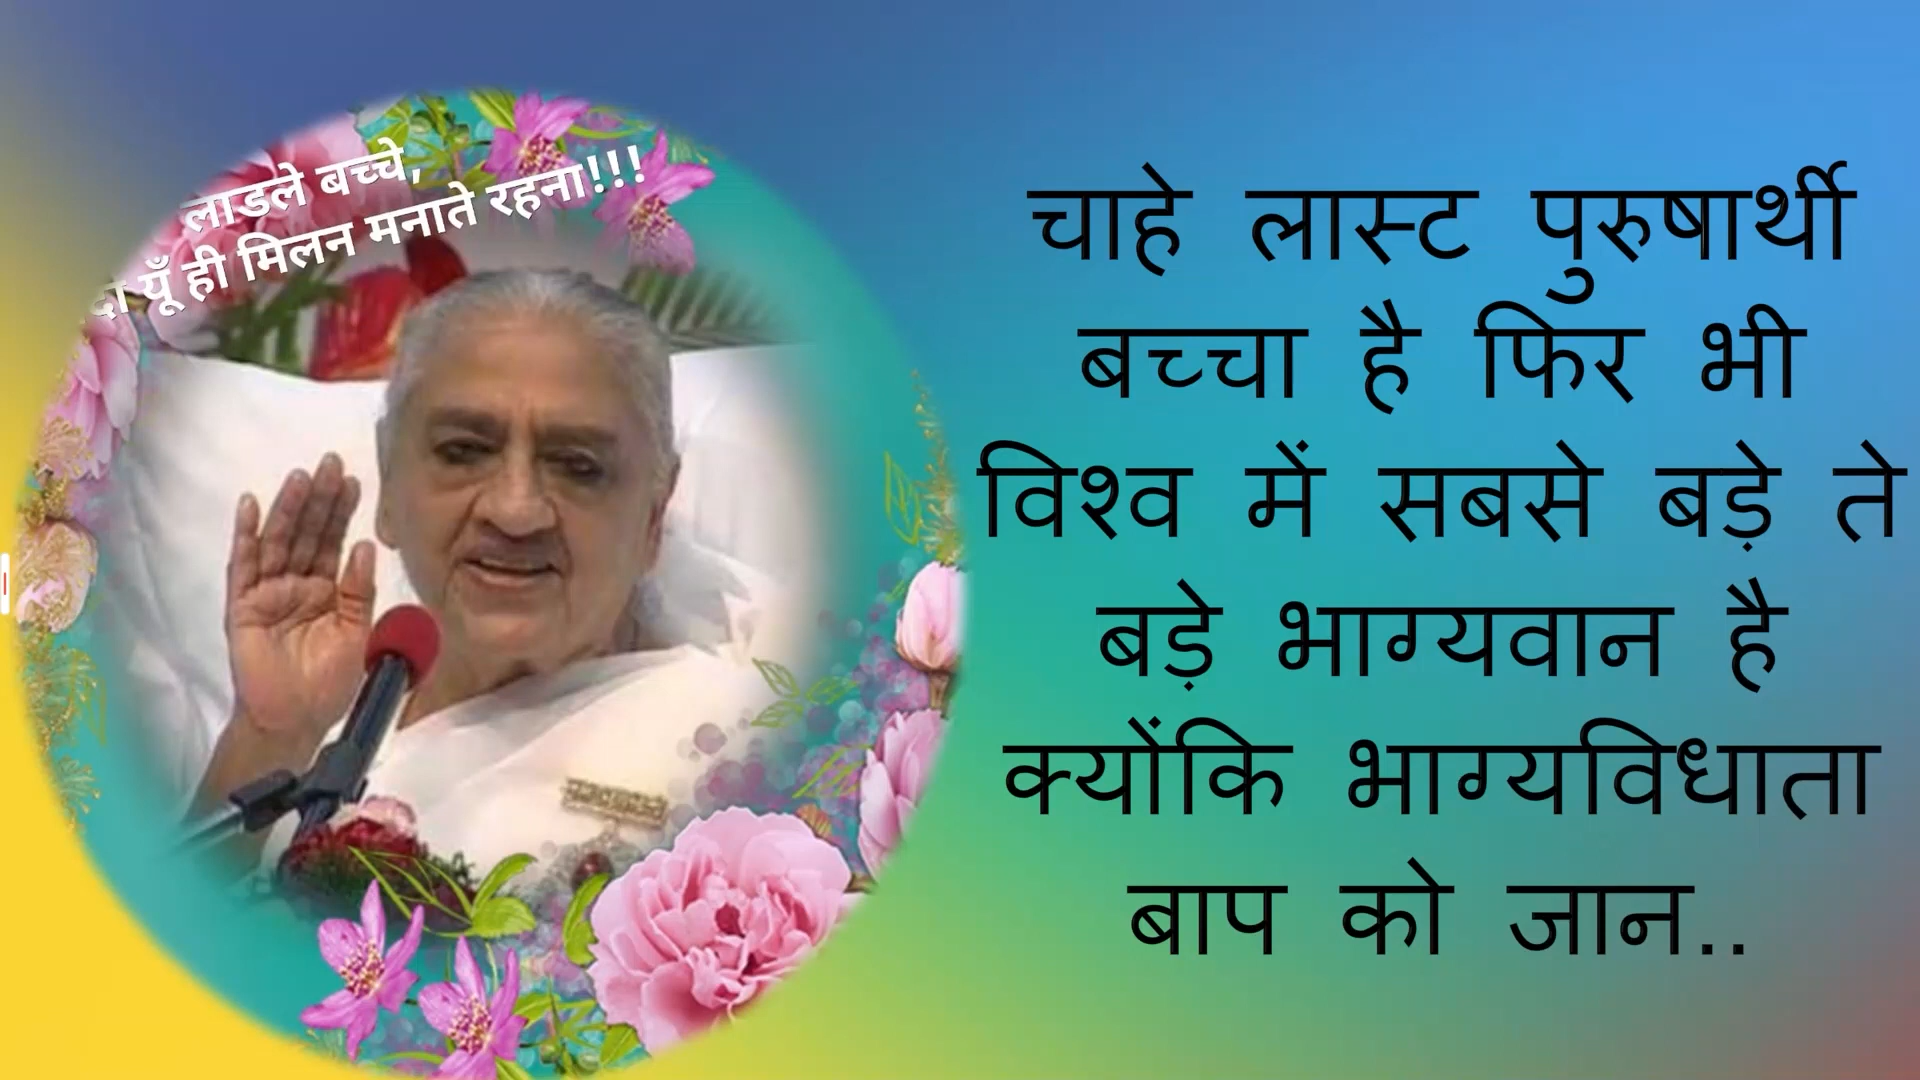 लाडले बच्चे,
यूँ ही मिलन मनाते रहना!!!
चाहे लास्ट पुरुषार्थी
बच्चा है फिर भी
विश्व में सबसे बड़े ते
बड़े भाग्यवान है
क्योंकि भाग्यविधाता
बाप को जान..